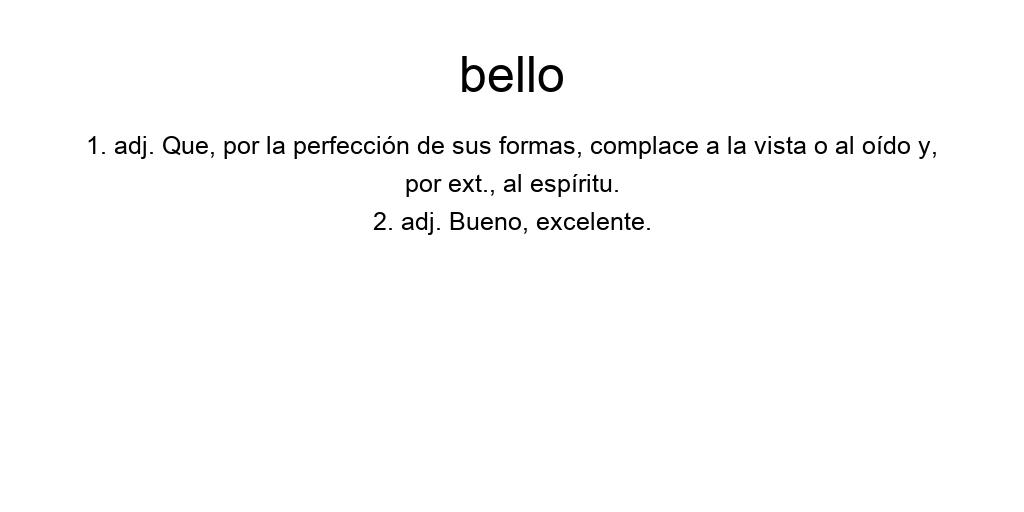 bello
1. adj. Que, por la perfección de sus formas, complace a la vista o al oído y,
por ext., al espíritu.
2. adj. Bueno, excelente.